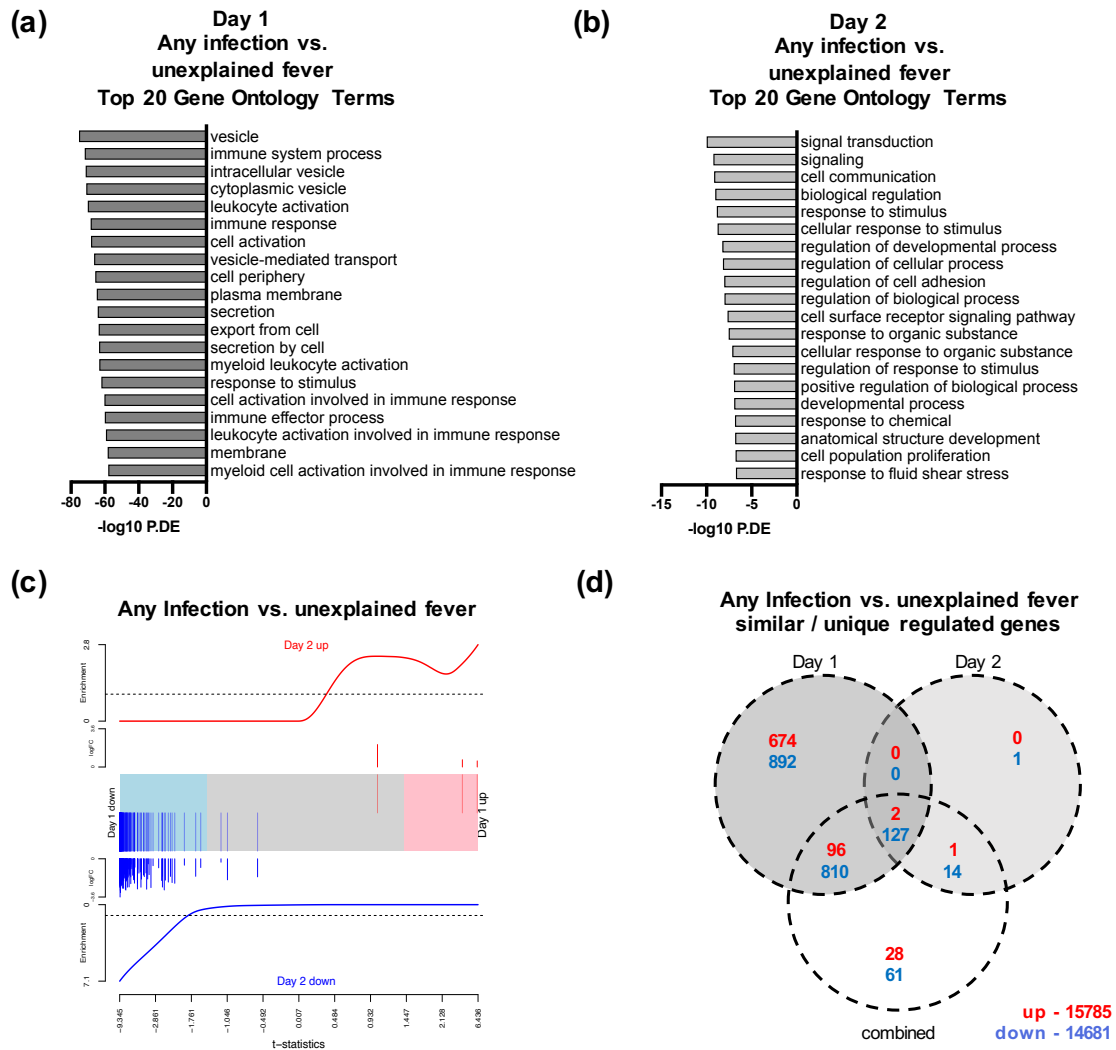 (a)
Day 1
Any infection vs.
unexplained fever
Top 20 Gene Ontology Terms
vesicle
immune system process
intracellular vesicle
cytoplasmic vesicle
leukocyte activation
immune response
cell activation
vesicle-mediated transport
cell periphery
plasma membrane
secretion
export from cell
secretion by cell
myeloid leukocyte activation
response to stimulus
cell activation involved in immune response
immune effector process
leukocyte activation involved in immune response
membrane
myeloid cell activation involved in immune response
-80 -60 -40 -20 0
-log10 P.DE
(b)
Day 2
Any infection vs.
unexplained fever
Top 20 Gene Ontology Terms
signal transduction
signaling
cell communication
biological regulation
response to stimulus
cellular response to stimulus
regulation of developmental process
regulation of cellular process
regulation of cell adhesion
regulation of biological process
cell surface receptor signaling pathway
response to organic substance
cellular response to organic substance
regulation of response to stimulus
positive regulation of biological process
developmental process
response to chemical
anatomical structure development
cell population proliferation
response to fluid shear stress
-15 -10 -5 0
-log10 P.DE
(c)
Any Infection vs. unexplained fever
Day 2 up
2.8
Enrichment
0
3.6
logFC
0
Day 1 down
Day 1 up
0
logFC
-3.6
0
Enrichment
7.1
Day 2 down
-9.345 -2.861 -1.761 -1.046 -0.492 0.007 0.484 0.932 1.447 2.128 6.436
t-statistics
(d)
Any Infection vs. unexplained fever
similar / unique regulated genes
Day 1
Day 2
674
892
0
0
0
1
2
127
96
810
1
14
28
61
combined
up - 15785
down - 14681